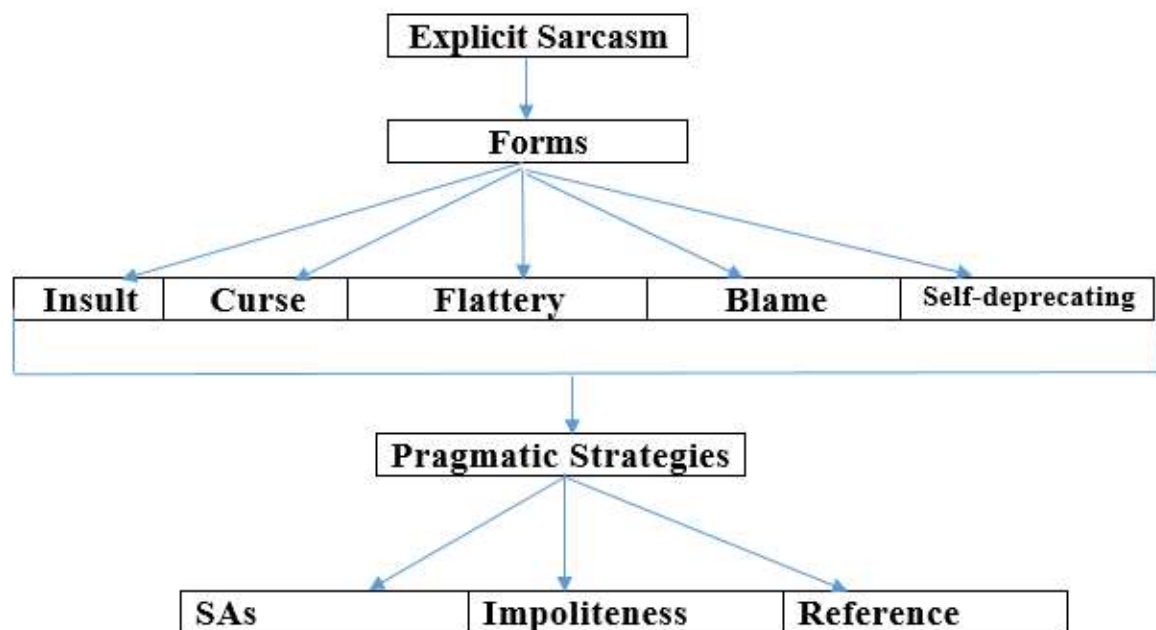 Explicit Sarcasm
Forms
Insult Curse Flattery Blame Self-deprecating
Pragmatic Strategies
SAs Impoliteness Reference